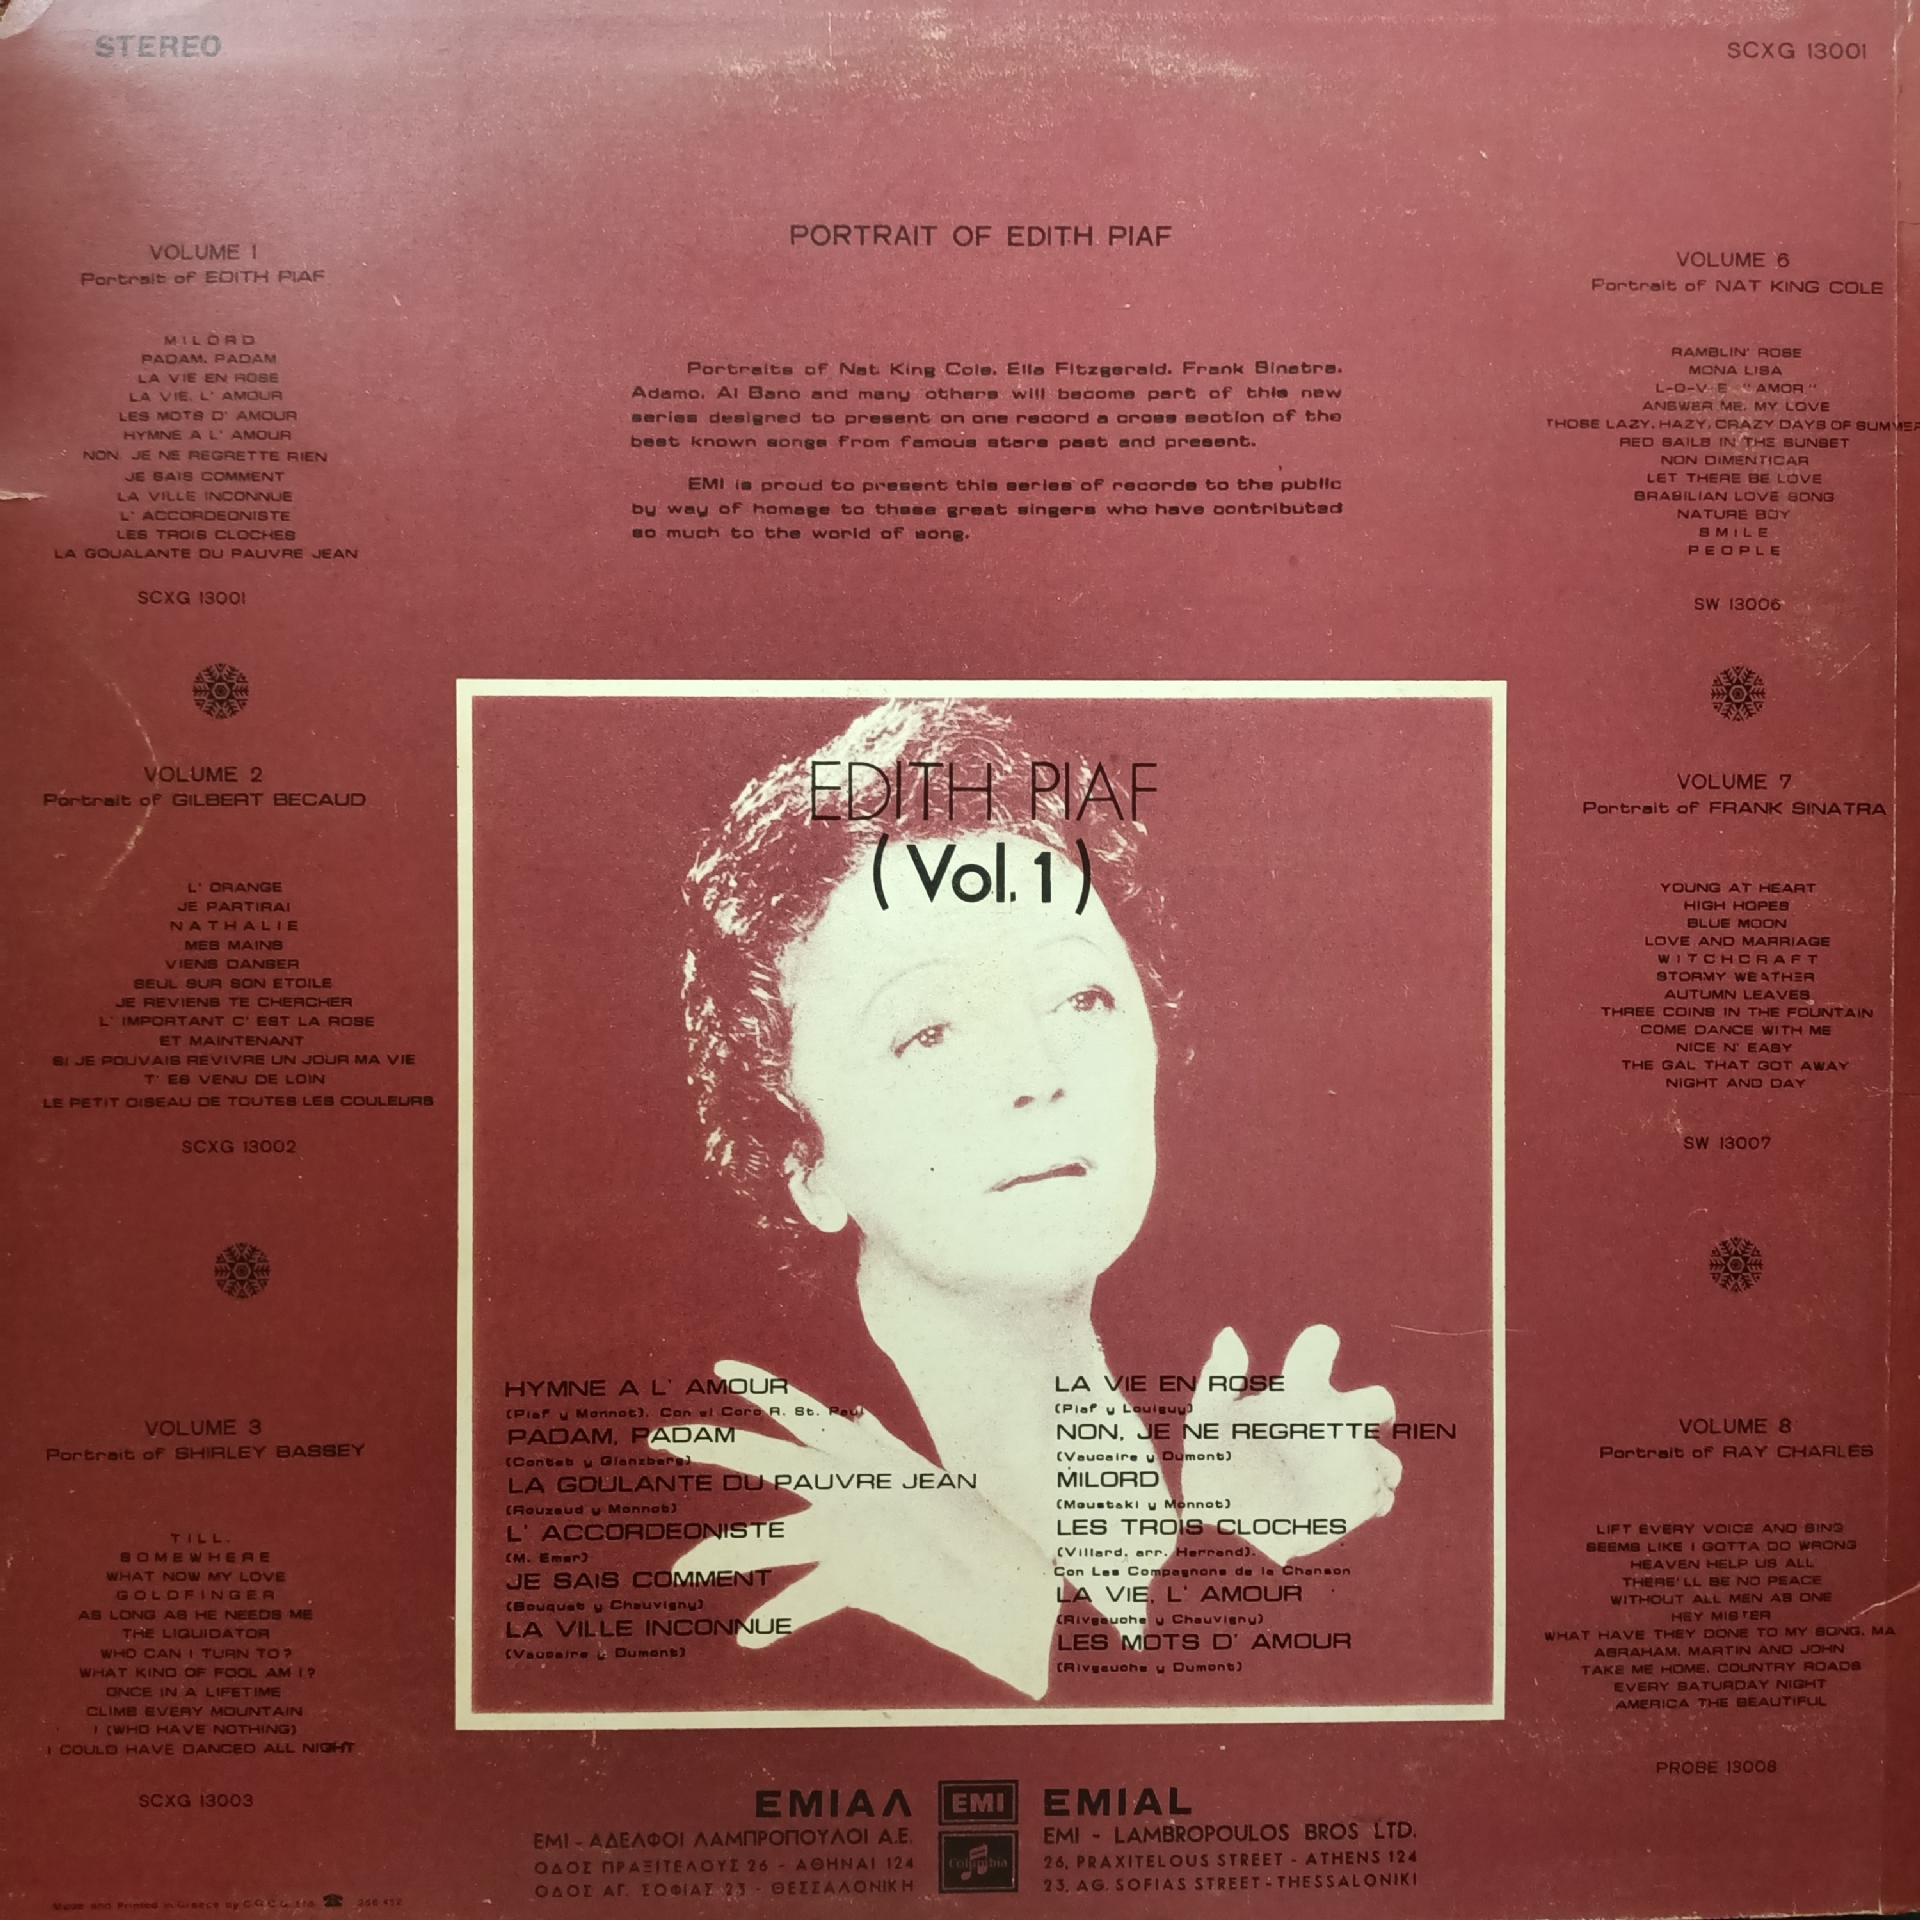 STEREO
SCXG 13001
PORTRAIT OF EDITH PIAF
Portraits of Nat King Cole, Ella Fitzgerald, Frank Sinatra,
Adamo, Al Bano and many others will become part of this new
series designed to present on one record a cross section of the
best known songs from famous stars past and present.
EMI is proud to present this series of records to the public
by way of homage to these great singers who have contributed
so much to the world of song.
VOLUME 1
Portrait of EDITH PIAF
MILORD
PADAM, PADAM
LA VIE EN ROSE
LA VIE, L' AMOUR
LES MOTS D' AMOUR
HYMNE A L' AMOUR
NON, JE NE REGRETTE RIEN
JE SAIS COMMENT
LA VILLE INCONNUE
L' ACCORDEONISTE
LES TROIS CLOCHES
LA GOUALANTE DU PAUVRE JEAN
SCXG 13001
VOLUME 2
Portrait of GILBERT BECAUD
L' ORANGE
JE PARTIRAI
NATHALIE
MES MAINS
VIENS DANSER
SEUL SUR SON ETOILE
JE REVIENS TE CHERCHER
L' IMPORTANT C' EST LA ROSE
ET MAINTENANT
SI JE POUVAIS REVIVRE UN JOUR MA VIE
T' ES VENU DE LOIN
LE PETIT OISEAU DE TOUTES LES COULEURS
SCXG 13002
VOLUME 3
Portrait of SHIRLEY BASSEY
TILL.
SOMEWHERE
WHAT NOW MY LOVE
GOLDFINGER
AS LONG AS HE NEEDS ME
THE LIQUIDATOR
WHO CAN I TURN TO?
WHAT KIND OF FOOL AM I?
ONCE IN A LIFETIME
CLIMB EVERY MOUNTAIN
I (WHO HAVE NOTHING)
I COULD HAVE DANCED ALL NIGHT
SCXG 13003
EDITH PIAF
(Vol.1)
HYMNE A L' AMOUR
(Piaf y Monnot). Con el Coro R. St. Paul
PADAM, PADAM
(Contet y Glanzberg)
LA GOULANTE DU PAUVRE JEAN
(Rouzaud y Monnot)
L' ACCORDEONISTE
(M. Emer)
JE SAIS COMMENT
(Bouquet y Chauvigny)
LA VILLE INCONNUE
(Vaucaire y Dumont)
LA VIE EN ROSE
(Piaf y Louiguy)
NON, JE NE REGRETTE RIEN
(Vaucaire y Dumont)
MILORD
(Moustaki y Monnot)
LES TROIS CLOCHES
(Villard, arr. Herrand).
Con Les Compagnons de la Chanson
LA VIE, L' AMOUR
(Rivgauche y Chauvigny)
LES MOTS D' AMOUR
(Rivgauche y Dumont)
VOLUME 6
Portrait of NAT KING COLE
RAMBLIN' ROSE
MONA LISA
L-O-V-E "AMOR"
ANSWER ME, MY LOVE
THOSE LAZY, HAZY, CRAZY DAYS OF SUMMER
RED SAILS IN THE SUNSET
NON DIMENTICAR
LET THERE BE LOVE
BRASILIAN LOVE SONG
NATURE BOY
SMILE
PEOPLE
SW 13006
VOLUME 7
Portrait of FRANK SINATRA
YOUNG AT HEART
HIGH HOPES
BLUE MOON
LOVE AND MARRIAGE
WITCHCRAFT
STORMY WEATHER
AUTUMN LEAVES
THREE COINS IN THE FOUNTAIN
COME DANCE WITH ME
NICE N' EASY
THE GAL THAT GOT AWAY
NIGHT AND DAY
SW 13007
VOLUME 8
Portrait of RAY CHARLES
LIFT EVERY VOICE AND SING
SEEMS LIKE I GOTTA DO WRONG
HEAVEN HELP US ALL
THERE'LL BE NO PEACE
WITHOUT ALL MEN AS ONE
HEY MISTER
WHAT HAVE THEY DONE TO MY SONG, MA
ABRAHAM, MARTIN AND JOHN
TAKE ME HOME, COUNTRY ROADS
EVERY SATURDAY NIGHT
AMERICA THE BEAUTIFUL
PROBE 13008
ΕΜΙΑΛ
ΕΜΙ - ΑΔΕΛΦΟΙ ΛΑΜΠΡΟΠΟΥΛΟΙ Α.Ε.
ΟΔΟΣ ΠΡΑΞΙΤΕΛΟΥΣ 26 - ΑΘΗΝΑΙ 124
ΟΔΟΣ ΑΓ. ΣΟΦΙΑΣ 23 - ΘΕΣΣΑΛΟΝΙΚΗ
EMI
Columbia
EMIAL
EMI - LAMBROPOULOS BROS LTD.
26, PRAXITELOUS STREET - ATHENS 124
23, AG. SOFIAS STREET - THESSALONIKI
Made and Printed in Greece by C.G.C.G. Ltd. ☎ 266 452